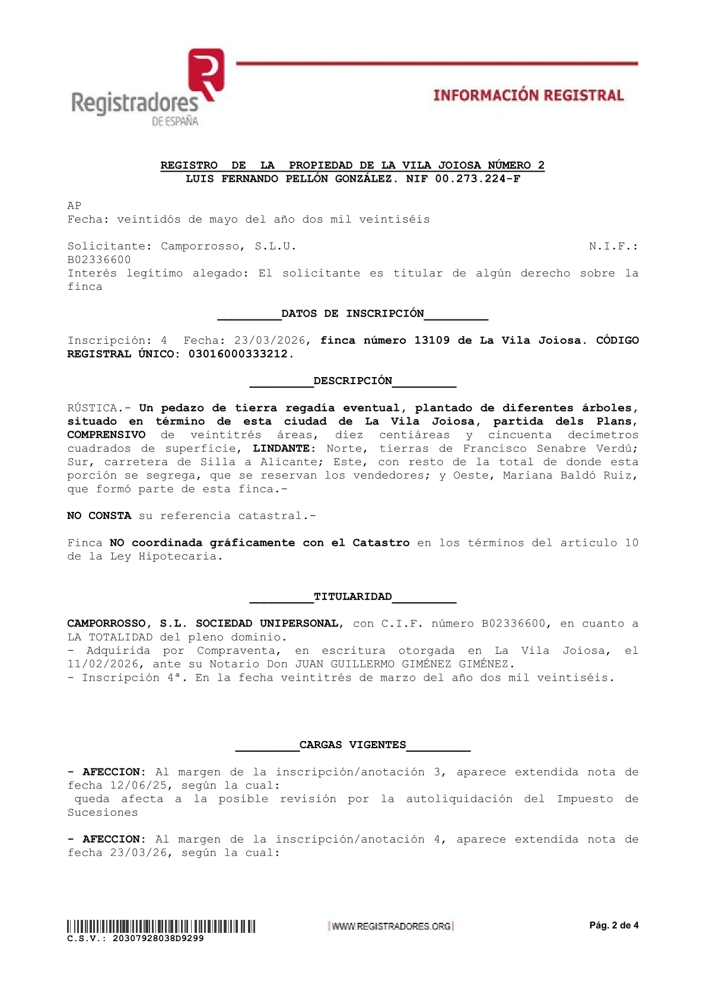 Registradores
DE ESPAÑA
INFORMACIÓN REGISTRAL
REGISTRO DE LA PROPIEDAD DE LA VILA JOIOSA NÚMERO 2
LUIS FERNANDO PELLÓN GONZÁLEZ. NIF 00.273.224-F
AP
Fecha: veintidós de mayo del año dos mil veintiséis
Solicitante: Camporrosso, S.L.U. N.I.F.:
B02336600
Interés legítimo alegado: El solicitante es titular de algún derecho sobre la
finca
_________DATOS DE INSCRIPCIÓN_________
Inscripción: 4 Fecha: 23/03/2026, finca número 13109 de La Vila Joiosa. CÓDIGO
REGISTRAL ÚNICO: 03016000333212.
_________DESCRIPCIÓN_________
RÚSTICA.- Un pedazo de tierra regadía eventual, plantado de diferentes árboles,
situado en término de esta ciudad de La Vila Joiosa, partida dels Plans,
COMPRENSIVO de veintitrés áreas, diez centiáreas y cincuenta decímetros
cuadrados de superficie, LINDANTE: Norte, tierras de Francisco Senabre Verdú;
Sur, carretera de Silla a Alicante; Este, con resto de la total de donde esta
porción se segrega, que se reservan los vendedores; y Oeste, Mariana Baldó Ruiz,
que formó parte de esta finca.-
NO CONSTA su referencia catastral.-
Finca NO coordinada gráficamente con el Catastro en los términos del artículo 10
de la Ley Hipotecaria.
_________TITULARIDAD_________
CAMPORROSSO, S.L. SOCIEDAD UNIPERSONAL, con C.I.F. número B02336600, en cuanto a
LA TOTALIDAD del pleno dominio.
- Adquirida por Compraventa, en escritura otorgada en La Vila Joiosa, el
11/02/2026, ante su Notario Don JUAN GUILLERMO GIMÉNEZ GIMÉNEZ.
- Inscripción 4ª. En la fecha veintitrés de marzo del año dos mil veintiséis.
_________CARGAS VIGENTES_________
- AFECCION: Al margen de la inscripción/anotación 3, aparece extendida nota de
fecha 12/06/25, según la cual:
queda afecta a la posible revisión por la autoliquidación del Impuesto de
Sucesiones
- AFECCION: Al margen de la inscripción/anotación 4, aparece extendida nota de
fecha 23/03/26, según la cual:
C.S.V.: 20307928038D9299
WWW.REGISTRADORES.ORG
Pág. 2 de 4